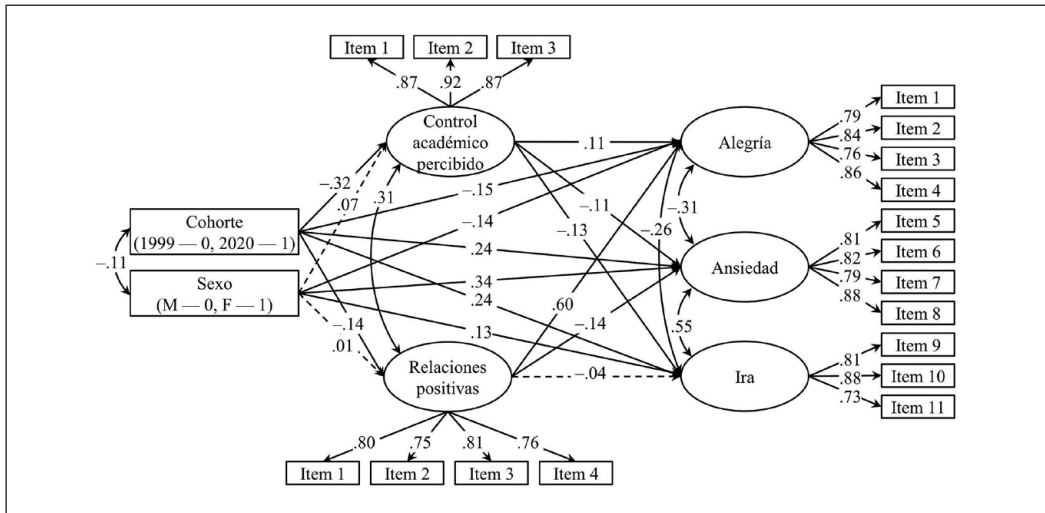 Item 1
Item 2
Item 3
.87
.92
.87
Control
académico
percibido
Alegría
.79
.84
.76
.86
Item 1
Item 2
Item 3
Item 4
.11
–.15
–.14
–.11
–.13
–.26
–.31
–.32
.07
.31
Cohorte
(1999 — 0, 2020 — 1)
–.11
Sexo
(M — 0, F — 1)
.24
.34
.24
.13
Ansiedad
.81
.82
.79
.88
Item 5
Item 6
Item 7
Item 8
–.14
.01
.60
–.14
.55
Relaciones
positivas
–.04
Ira
.81
.88
.73
Item 9
Item 10
Item 11
.80
.75
.81
.76
Item 1
Item 2
Item 3
Item 4